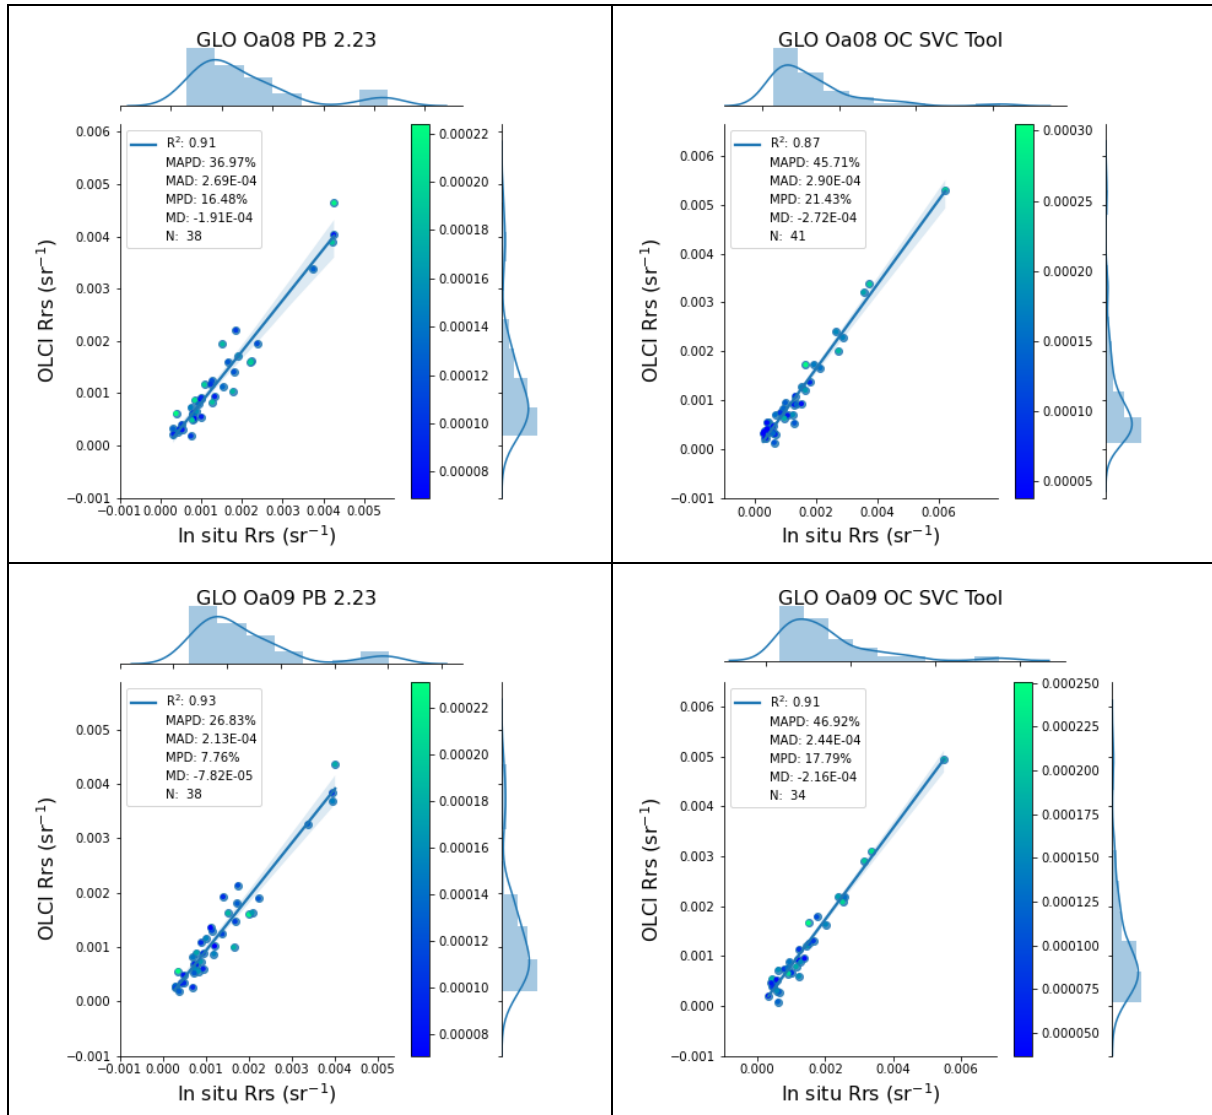 GLO Oa08 PB 2.23
R²: 0.91
MAPD: 36.97%
MAD: 2.69E-04
MPD: 16.48%
MD: -1.91E-04
N: 38
0.006
0.005
0.004
0.003
0.002
0.001
0.000
−0.001
OLCI Rrs (sr⁻¹)
−0.001 0.000 0.001 0.002 0.003 0.004 0.005
In situ Rrs (sr⁻¹)
0.00022
0.00020
0.00018
0.00016
0.00014
0.00012
0.00010
0.00008
GLO Oa08 OC SVC Tool
R²: 0.87
MAPD: 45.71%
MAD: 2.90E-04
MPD: 21.43%
MD: -2.72E-04
N: 41
0.006
0.005
0.004
0.003
0.002
0.001
0.000
−0.001
OLCI Rrs (sr⁻¹)
0.000 0.002 0.004 0.006
In situ Rrs (sr⁻¹)
0.00030
0.00025
0.00020
0.00015
0.00010
0.00005
GLO Oa09 PB 2.23
R²: 0.93
MAPD: 26.83%
MAD: 2.13E-04
MPD: 7.76%
MD: -7.82E-05
N: 38
0.005
0.004
0.003
0.002
0.001
0.000
−0.001
OLCI Rrs (sr⁻¹)
−0.001 0.000 0.001 0.002 0.003 0.004 0.005
In situ Rrs (sr⁻¹)
0.00022
0.00020
0.00018
0.00016
0.00014
0.00012
0.00010
0.00008
GLO Oa09 OC SVC Tool
R²: 0.91
MAPD: 46.92%
MAD: 2.44E-04
MPD: 17.79%
MD: -2.16E-04
N: 34
0.006
0.005
0.004
0.003
0.002
0.001
0.000
−0.001
OLCI Rrs (sr⁻¹)
0.000 0.002 0.004 0.006
In situ Rrs (sr⁻¹)
0.000250
0.000225
0.000200
0.000175
0.000150
0.000125
0.000100
0.000075
0.000050